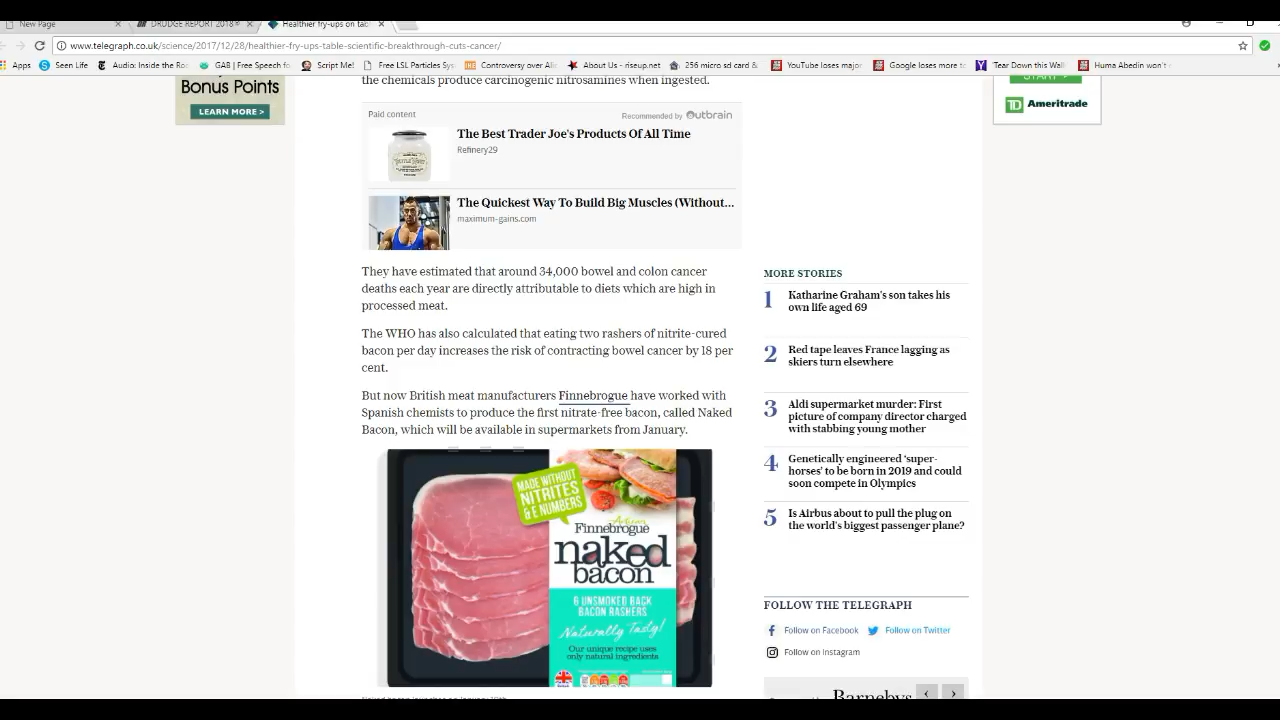 New Page
DRUDGE REPORT 2018®
Healthier fry-ups on tab
www.telegraph.co.uk/science/2017/12/28/healthier-fry-ups-table-scientific-breakthrough-cuts-cancer/
Apps
Seen Life
Audio: Inside the Ro
GAB | Free Speech fo
Script Me!
Free LSL Particles Sys
Controversy over Ali
About Us - riseup.net
256 micro sd card &
YouTube loses major
Google loses more to
Tear Down this Wall
Huma Abedin won't
the chemicals produce carcinogenic nitrosamines when ingested.
Bonus Points
LEARN MORE >
START >
TD Ameritrade
Paid content
Recommended by Outbrain
The Best Trader Joe's Products Of All Time
Refinery29
The Quickest Way To Build Big Muscles (Without...
maximum-gains.com
They have estimated that around 34,000 bowel and colon cancer
deaths each year are directly attributable to diets which are high in
processed meat.
The WHO has also calculated that eating two rashers of nitrite-cured
bacon per day increases the risk of contracting bowel cancer by 18 per
cent.
But now British meat manufacturers Finnebrogue have worked with
Spanish chemists to produce the first nitrate-free bacon, called Naked
Bacon, which will be available in supermarkets from January.
MADE WITHOUT
NITRITES
& E NUMBERS
Artisan
Finnebrogue
naked
bacon
6 UNSMOKED BACK
BACON RASHERS
Naturally Tasty!
Our unique recipe uses
only natural ingredients.
MORE STORIES
1 Katharine Graham's son takes his
own life aged 69
2 Red tape leaves France lagging as
skiers turn elsewhere
3 Aldi supermarket murder: First
picture of company director charged
with stabbing young mother
4 Genetically engineered 'super-
horses' to be born in 2019 and could
soon compete in Olympics
5 Is Airbus about to pull the plug on
the world's biggest passenger plane?
FOLLOW THE TELEGRAPH
Follow on Facebook
Follow on Twitter
Follow on Instagram
Barnebys